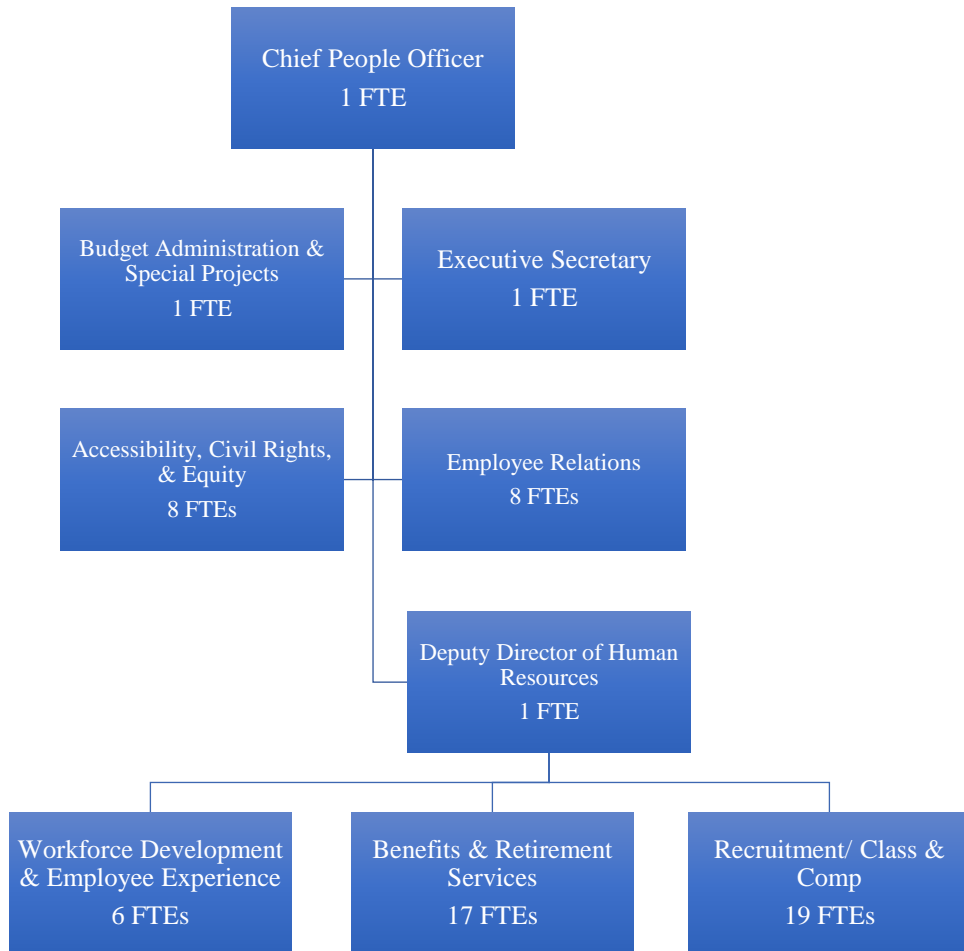 Chief People Officer
1 FTE
Budget Administration &
Special Projects
1 FTE
Executive Secretary
1 FTE
Accessibility, Civil Rights,
& Equity
8 FTEs
Employee Relations
8 FTEs
Deputy Director of Human
Resources
1 FTE
Workforce Development
& Employee Experience
6 FTEs
Benefits & Retirement
Services
17 FTEs
Recruitment/ Class &
Comp
19 FTEs